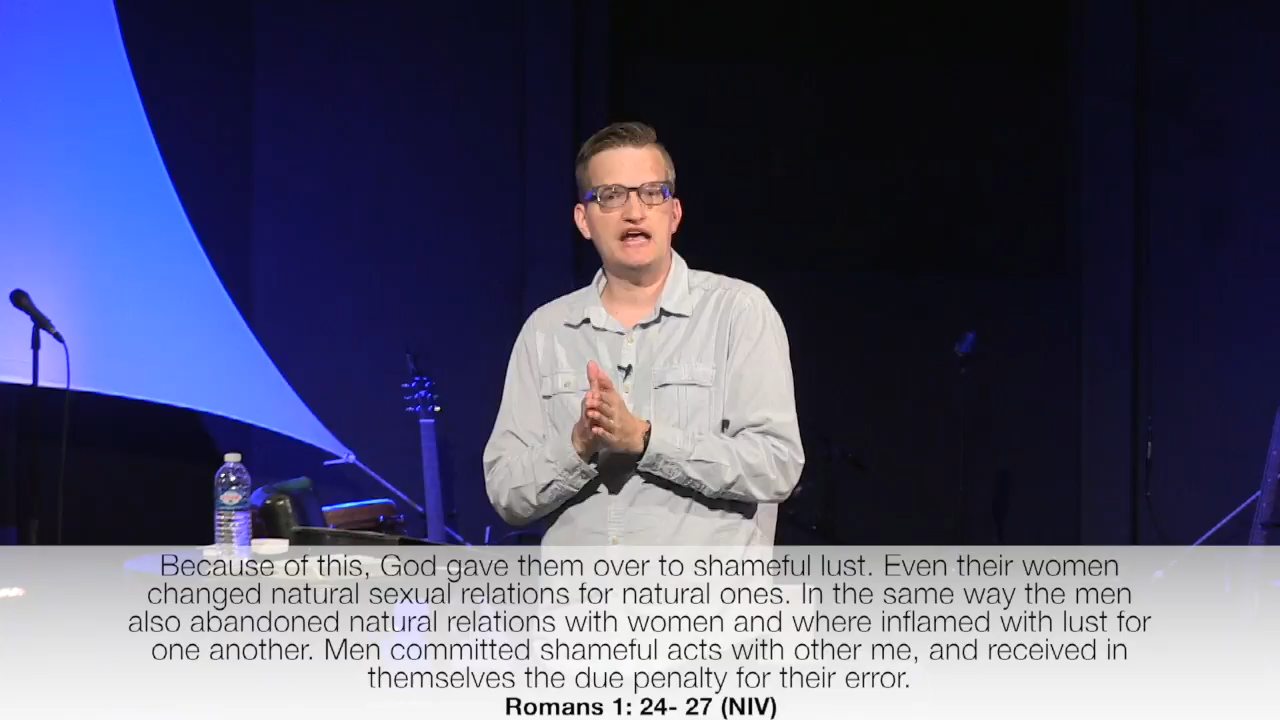 Because of this, God gave them over to shameful lust. Even their women
changed natural sexual relations for natural ones. In the same way the men
also abandoned natural relations with women and where inflamed with lust for
one another. Men committed shameful acts with other me, and received in
themselves the due penalty for their error.
Romans 1: 24- 27 (NIV)